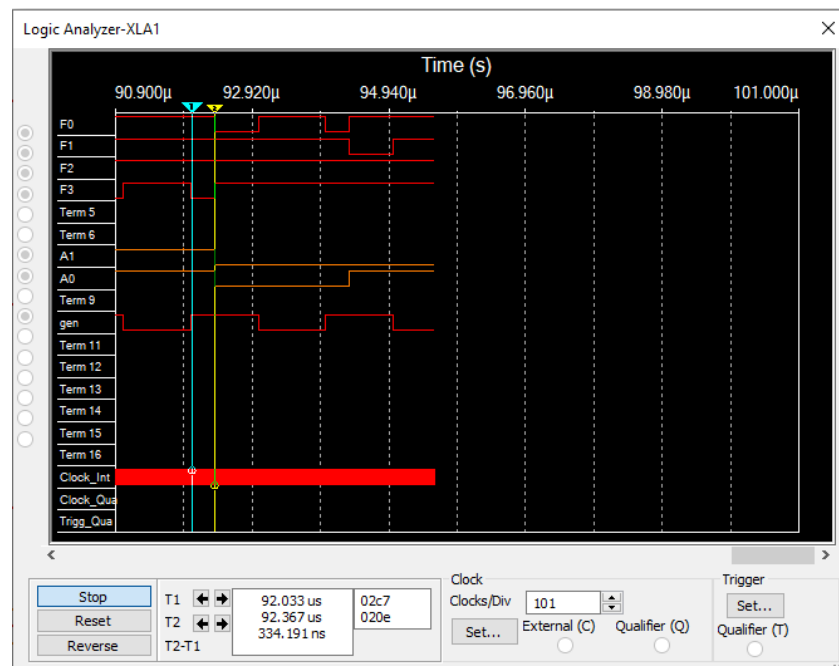 Logic Analyzer-XLA1
Time (s)
90.900µ 92.920µ 94.940µ 96.960µ 98.980µ 101.000µ
1 2
F0
F1
F2
F3
Term 5
Term 6
A1
A0
Term 9
gen
Term 11
Term 12
Term 13
Term 14
Term 15
Term 16
Clock_Int
Clock_Qua
Trigg_Qua
Stop
Reset
Reverse
T1 92.033 us 02c7
T2 92.367 us 020e
T2-T1 334.191 ns
Clock
Clocks/Div 101
Set... External (C) Qualifier (Q)
Trigger
Set...
Qualifier (T)